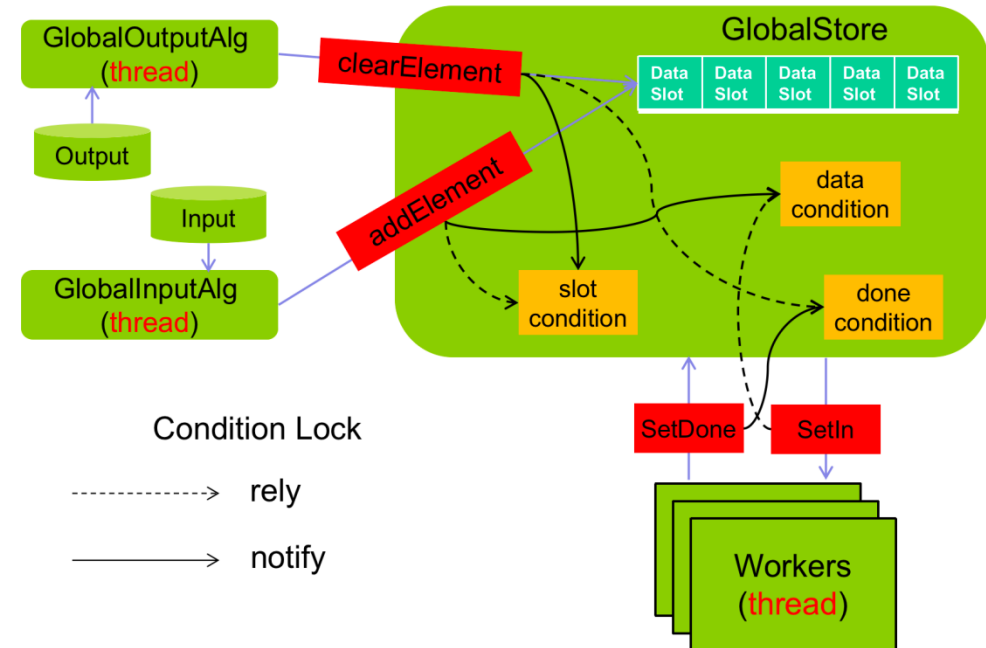 GlobalOutputAlg
(thread)
clearElement
GlobalStore
Data
Slot
Data
Slot
Data
Slot
Data
Slot
Data
Slot
Output
Input
addElement
data
condition
GlobalInputAlg
(thread)
slot
condition
done
condition
SetDone
SetIn
Condition Lock
rely
notify
Workers
(thread)